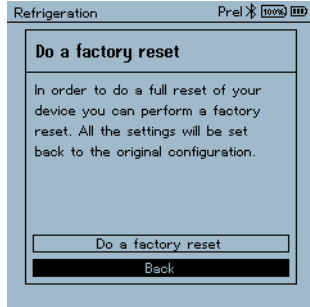 Refrigeration Prel 100%
Do a factory reset
In order to do a full reset of your
device you can perform a factory
reset. All the settings will be set
back to the original configuration.
Do a factory reset
Back